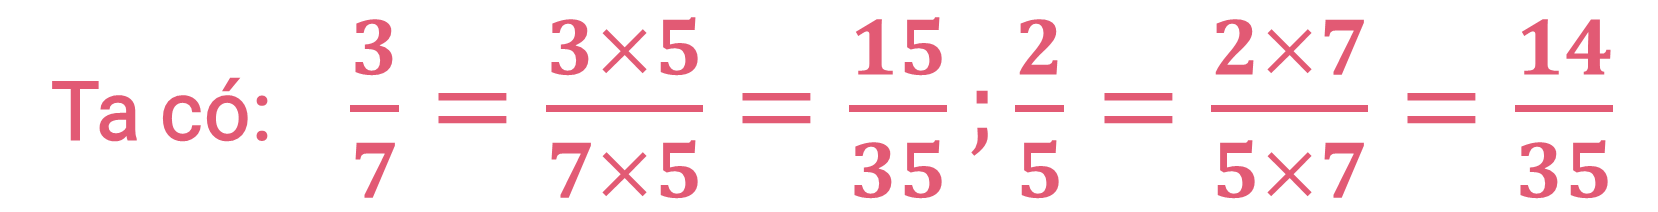 Ta có: 3/7 = 3×5/7×5 = 15/35 ; 2/5 = 2×7/5×7 = 14/35